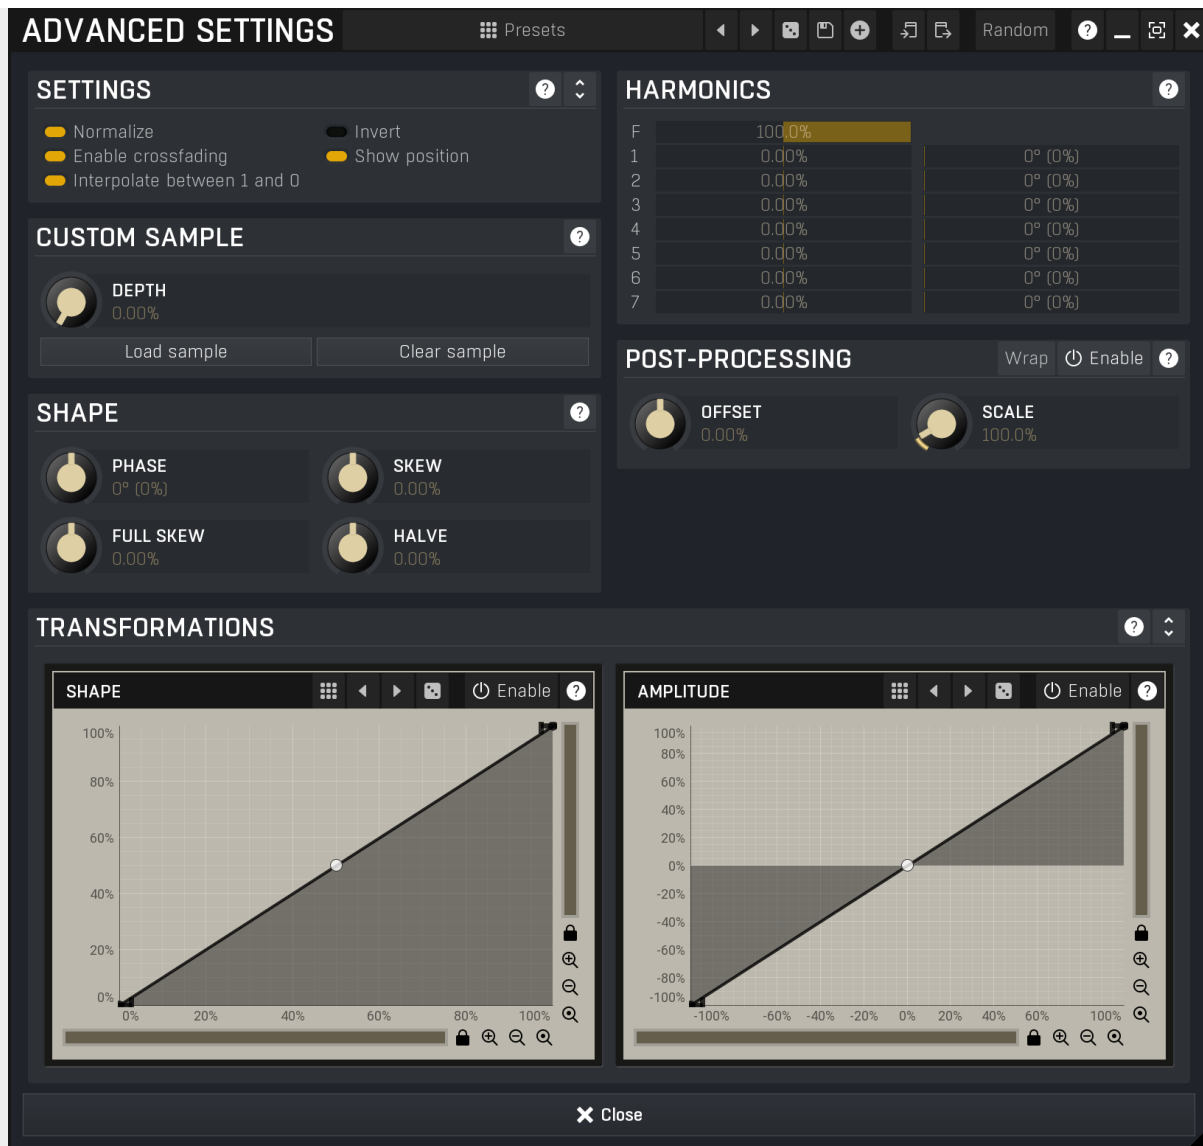 ADVANCED SETTINGS
Presets
Random
SETTINGS
Normalize
Invert
Enable crossfading
Show position
Interpolate between 1 and 0
CUSTOM SAMPLE
DEPTH
0.00%
Load sample
Clear sample
SHAPE
PHASE
0° (0%)
SKEW
0.00%
FULL SKEW
0.00%
HALVE
0.00%
HARMONICS
F 100.0%
1 0.00% 0° (0%)
2 0.00% 0° (0%)
3 0.00% 0° (0%)
4 0.00% 0° (0%)
5 0.00% 0° (0%)
6 0.00% 0° (0%)
7 0.00% 0° (0%)
POST-PROCESSING
Wrap
Enable
OFFSET
0.00%
SCALE
100.0%
TRANSFORMATIONS
SHAPE
Enable
100%
80%
60%
40%
20%
0%
0% 20% 40% 60% 80% 100%
AMPLITUDE
Enable
100%
80%
60%
40%
20%
0%
-20%
-40%
-60%
-80%
-100%
-100% -60% -40% -20% 0% 20% 40% 60% 100%
Close